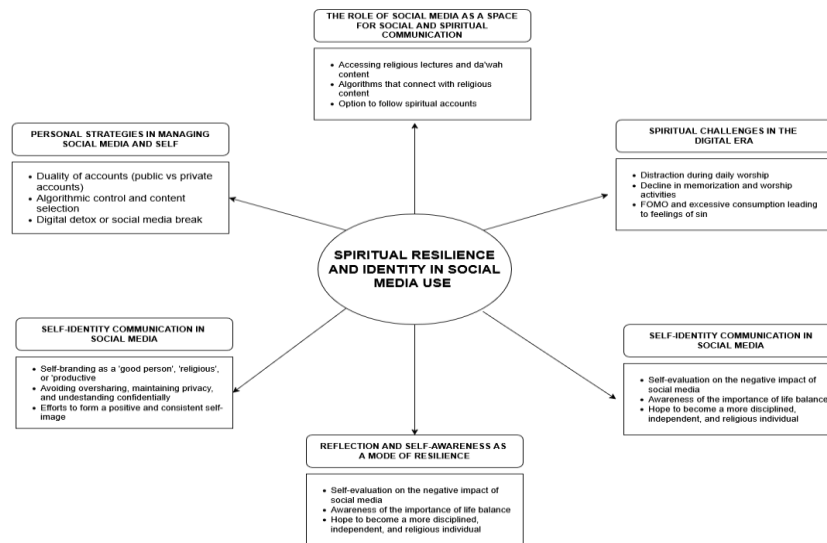 THE ROLE OF SOCIAL MEDIA AS A SPACE
FOR SOCIAL AND SPIRITUAL
COMMUNICATION
• Accessing religious lectures and da'wah
content
• Algorithms that connect with religious
content
• Option to follow spiritual accounts
PERSONAL STRATEGIES IN MANAGING
SOCIAL MEDIA AND SELF
• Duality of accounts (public vs private
accounts)
• Algorithmic control and content
selection
• Digital detox or social media break
SPIRITUAL CHALLENGES IN THE
DIGITAL ERA
• Distraction during daily worship
• Decline in memorization and worship
activities
• FOMO and excessive consumption leading
to feelings of sin
SPIRITUAL RESILIENCE
AND IDENTITY IN SOCIAL
MEDIA USE
SELF-IDENTITY COMMUNICATION IN
SOCIAL MEDIA
• Self-branding as a 'good person', 'religious',
or 'productive
• Avoiding oversharing, maintaining privacy,
and undestanding confidentially
• Efforts to form a positive and consistent self-
image
SELF-IDENTITY COMMUNICATION IN
SOCIAL MEDIA
• Self-evaluation on the negative impact of
social media
• Awareness of the importance of life balance
• Hope to become a more disciplined,
independent, and religious individual
REFLECTION AND SELF-AWARENESS AS
A MODE OF RESILIENCE
• Self-evaluation on the negative impact of
social media
• Awareness of the importance of life balance
• Hope to become a more disciplined,
independent, and religious individual